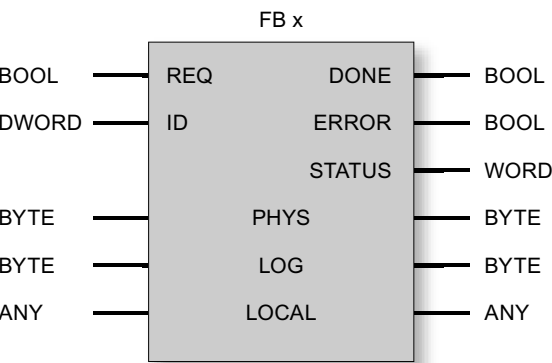 FB x
BOOL REQ DONE BOOL
DWORD ID ERROR BOOL
STATUS WORD
BYTE PHYS BYTE
BYTE LOG BYTE
ANY LOCAL ANY